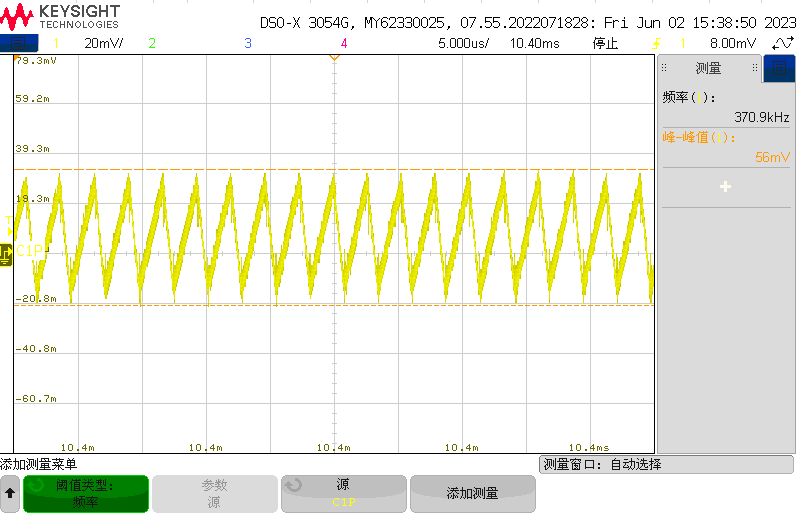 KEYSIGHT
TECHNOLOGIES
DSO-X 3054G, MY62330025, 07.55.2022071828: Fri Jun 02 15:38:50 2023
1 20mV/ 2 3 4 5.000us/ 10.40ms 停止 1 8.00mV
79.3mV
59.2m
39.3m
19.3m
C1P
-20.8m
-40.8m
-60.7m
10.4m 10.4m 10.4m 10.4m 10.4ms
测量
频率( ):
370.9kHz
峰-峰值( ):
56mV
添加测量菜单
测量窗口: 自动选择
阈值类型:
频率
参数
源
源
C1P
添加测量